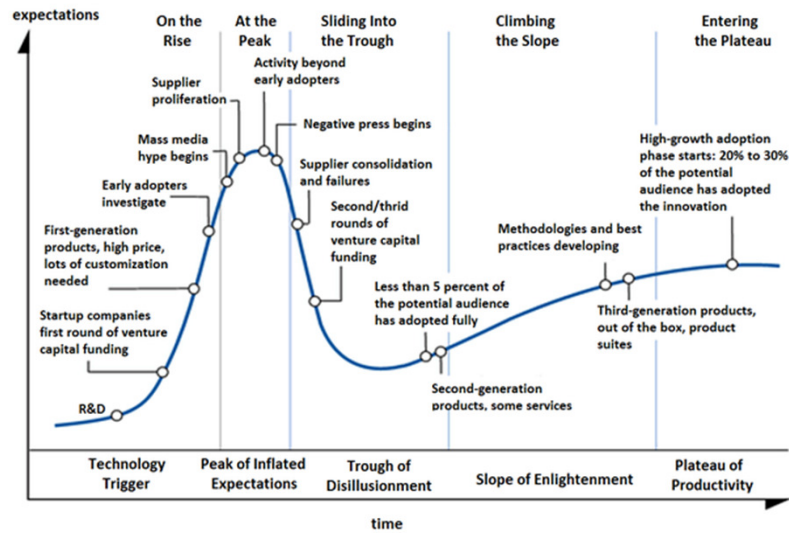 expectations
On the
Rise
At the
Peak
Sliding Into
the Trough
Climbing
the Slope
Entering
the Plateau
Activity beyond
early adopters
Supplier
proliferation
Negative press begins
Mass media
hype begins
High-growth adoption
phase starts: 20% to 30%
of the potential
audience has adopted
the innovation
Supplier consolidation
and failures
Early adopters
investigate
Second/thrid
rounds of
venture capital
funding
First-generation
products, high price,
lots of customization
needed
Methodologies and best
practices developing
Less than 5 percent of
the potential audience
has adopted fully
Third-generation products,
out of the box, product
suites
Startup companies
first round of venture
capital funding
Second-generation
products, some services
R&D
Technology
Trigger
Peak of Inflated
Expectations
Trough of
Disillusionment
Slope of Enlightenment
Plateau of
Productivity
time